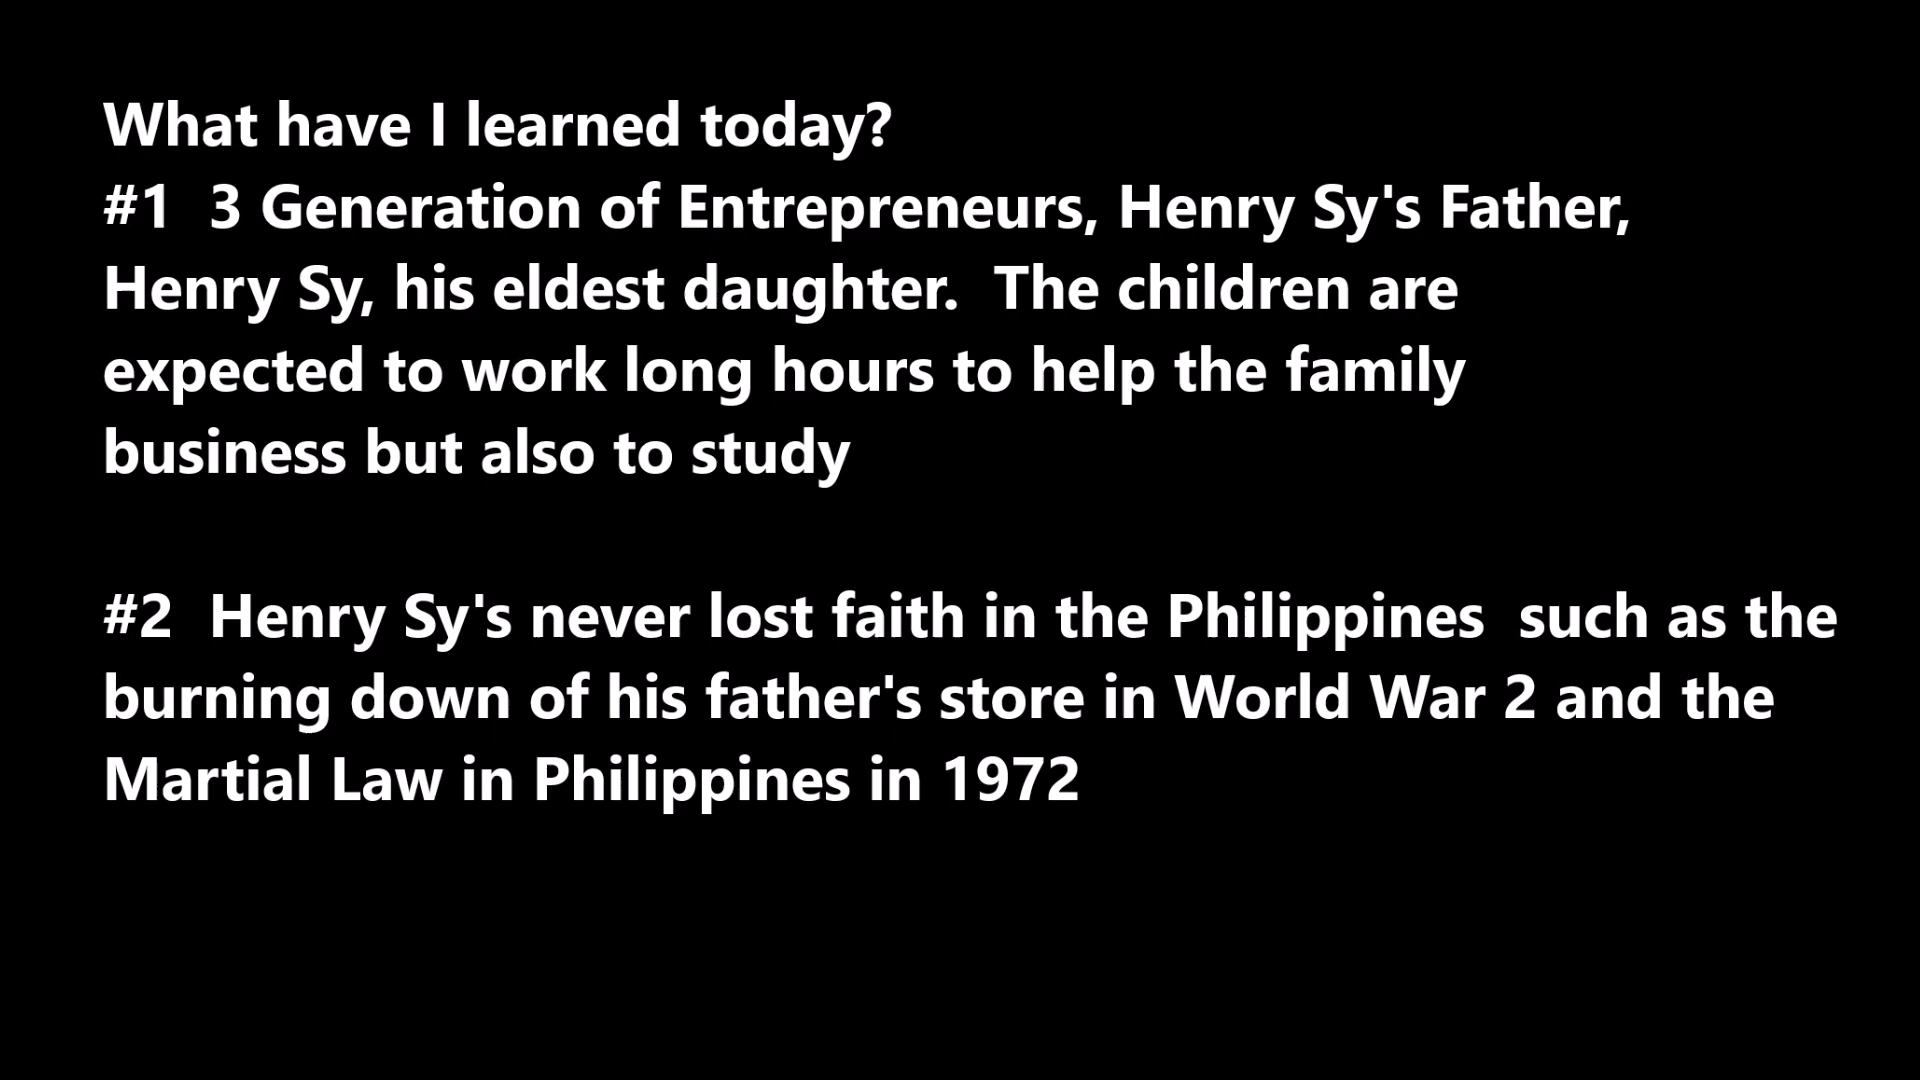 What have I learned today?
#1  3 Generation of Entrepreneurs, Henry Sy's Father,
Henry Sy, his eldest daughter.  The children are
expected to work long hours to help the family
business but also to study
#2  Henry Sy's never lost faith in the Philippines  such as the
burning down of his father's store in World War 2 and the
Martial Law in Philippines in 1972